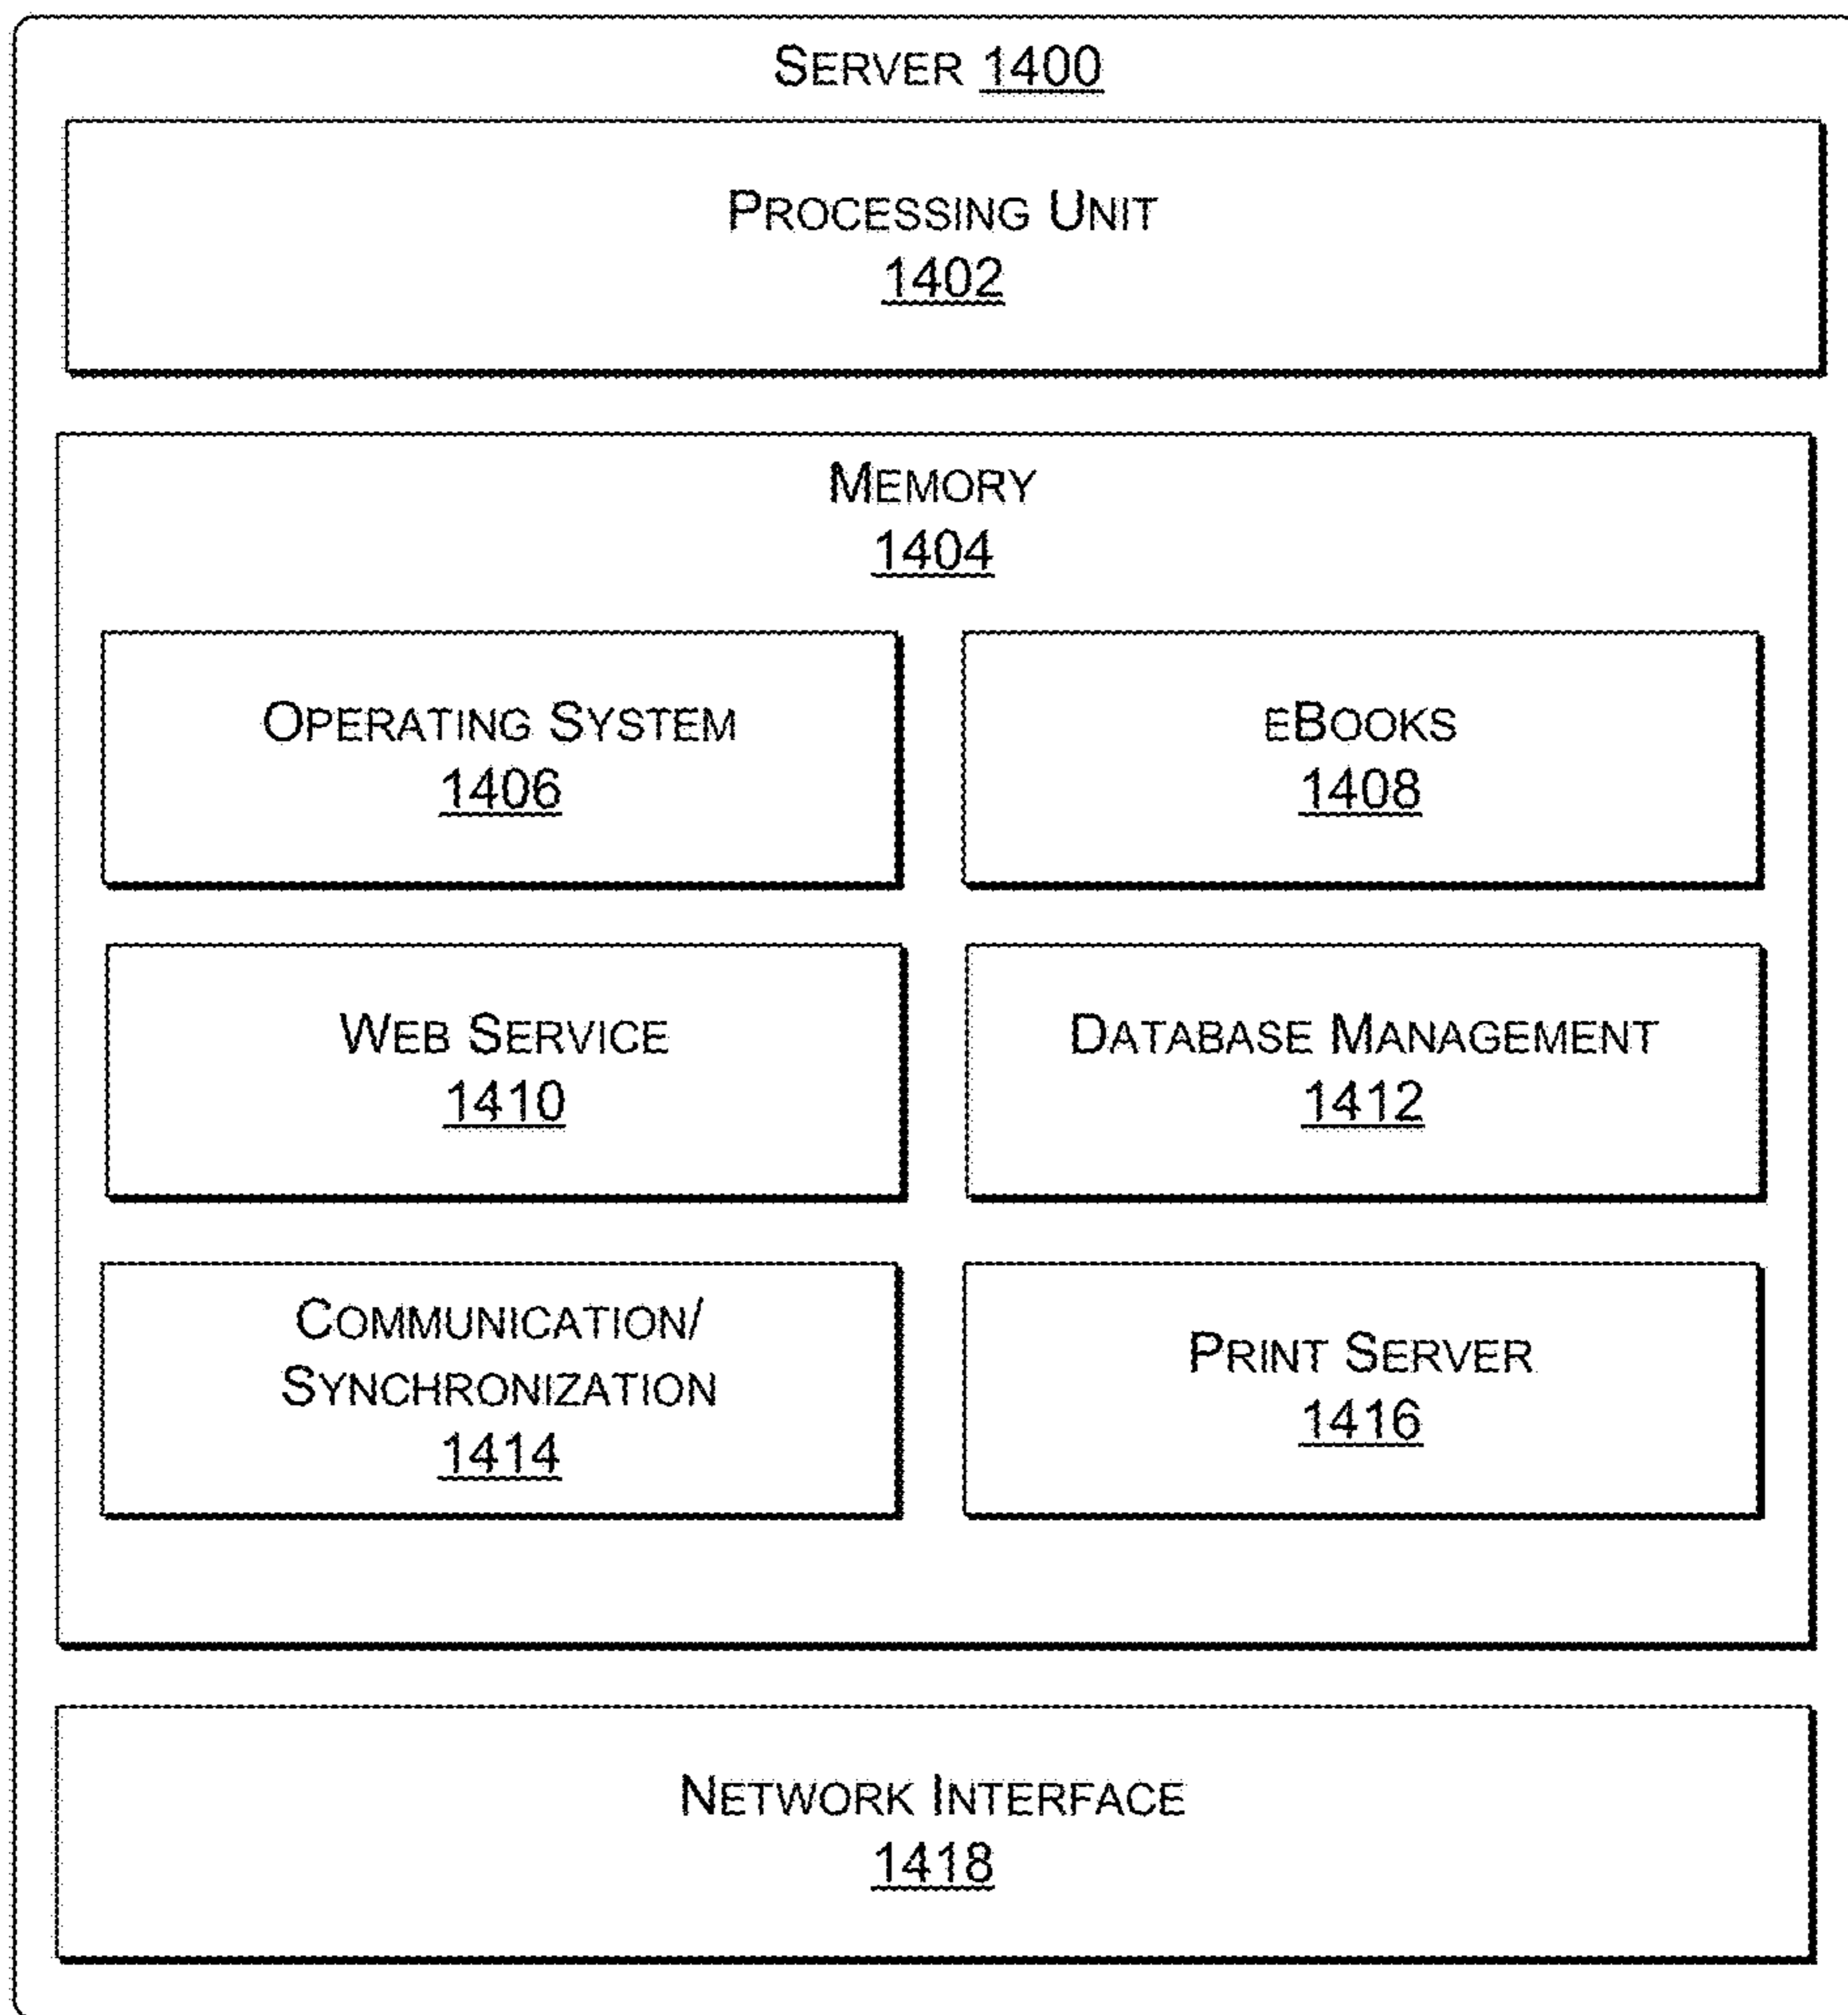 SERVER 1400
PROCESSING UNIT
1402
MEMORY
1404
OPERATING SYSTEM
1406
EBOOKS
1408
WEB SERVICE
1410
DATABASE MANAGEMENT
1412
COMMUNICATION/
SYNCHRONIZATION
1414
PRINT SERVER
1416
NETWORK INTERFACE
1418